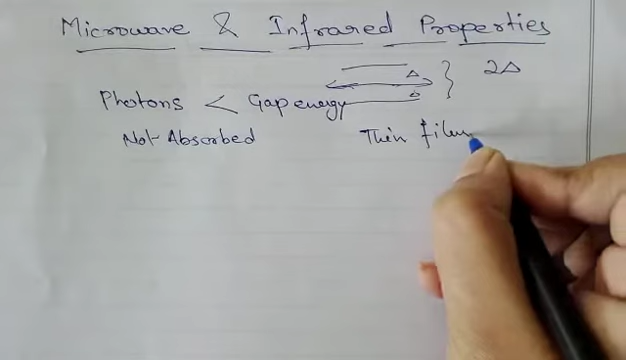 Microwave & Infrared Properties
Δ
2Δ
Photons < Gap energy
Δ
Not Absorbed
Thin film